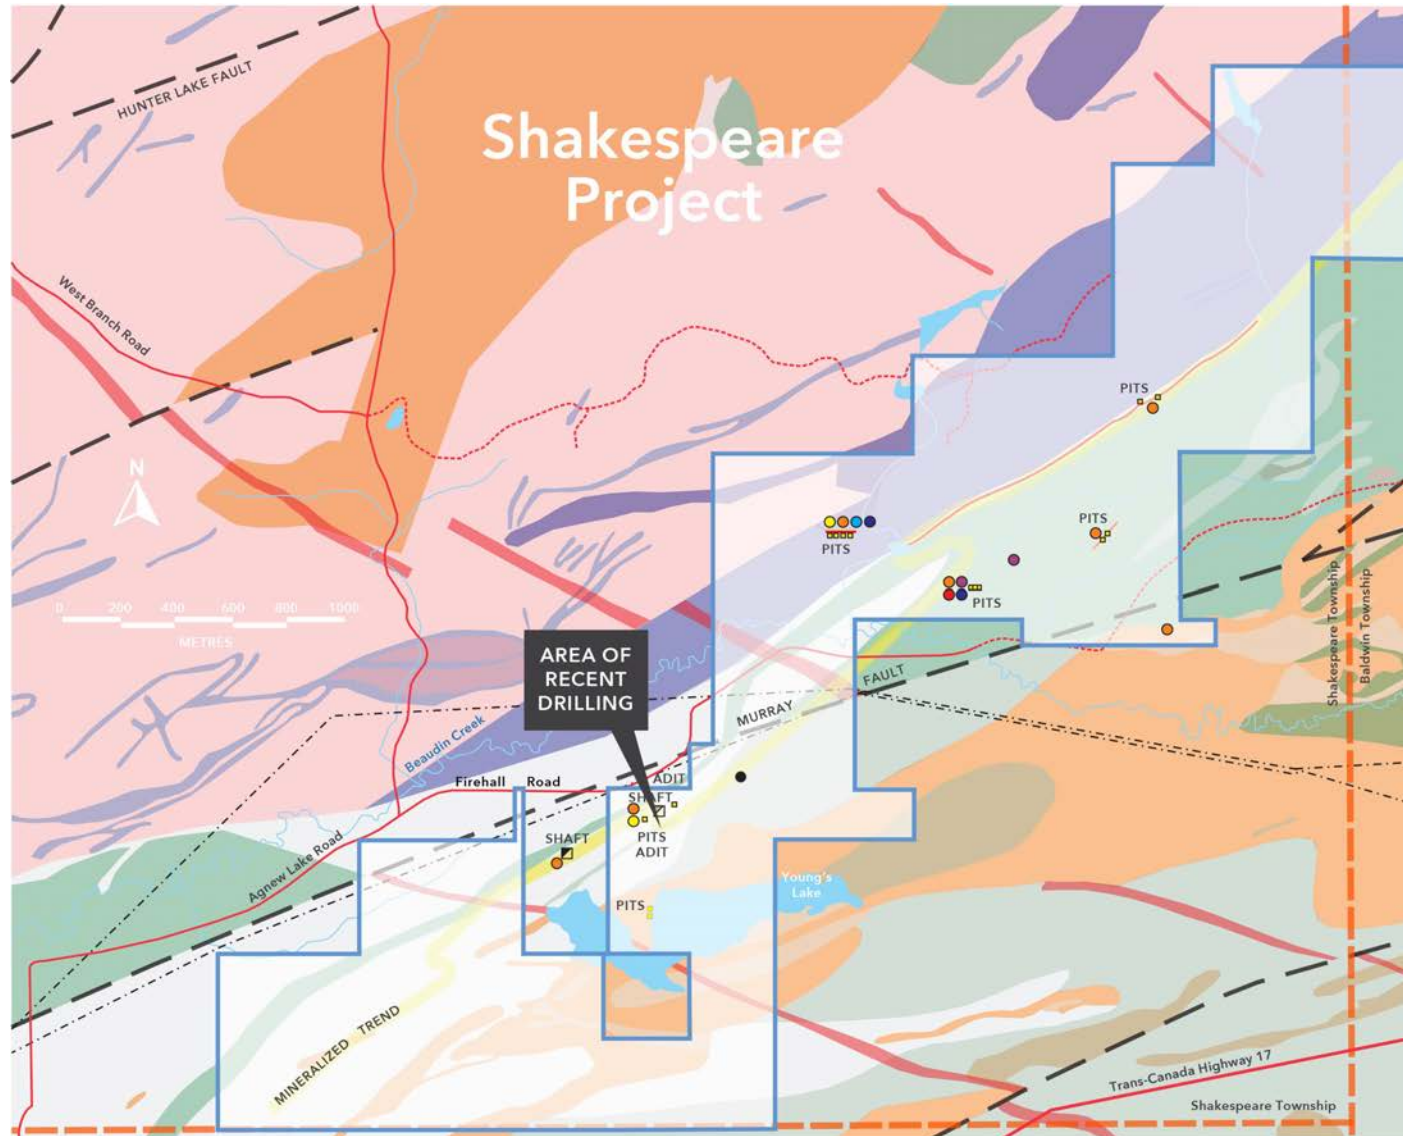 HUNTER LAKE FAULT
Shakespeare
Project
West Branch Road
N
0 200 400 600 800 1000
METRES
PITS
PITS
PITS
PITS
Shakespeare Township
Baldwin Township
AREA OF
RECENT
DRILLING
MURRAY FAULT
Beaudin Creek
Firehall Road
Agnew Lake Road
ADIT
SHAFT
SHAFT
PITS
ADIT
PITS
Young's
Lake
MINERALIZED TREND
Trans-Canada Highway 17
Shakespeare Township